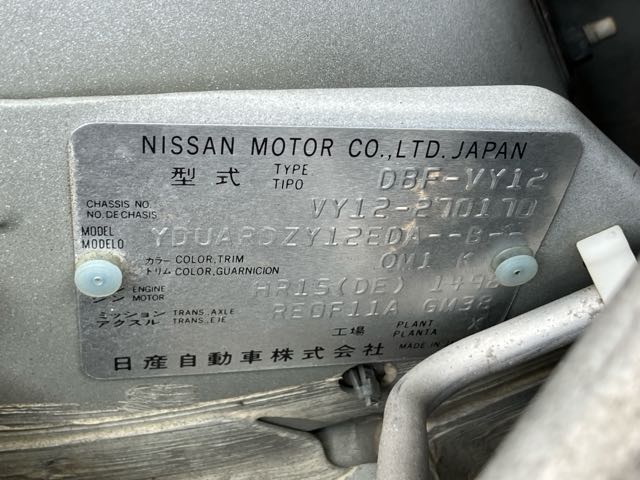 NISSAN MOTOR CO.,LTD. JAPAN
型式 TYPE TIPO DBF-VY12
CHASSIS NO. NO. DE CHASIS VY12-270170
MODEL MODELO
カラー COLOR, TRIM
トリム COLOR, GUARNICION 0M1 K
ENGINE MOTOR HR15(DE) 1498
ミッション TRANS., AXLE
アクスル TRANS., EJE RE0F11A GM38
工場 PLANT PLANTA
日産自動車株式会社 MADE IN